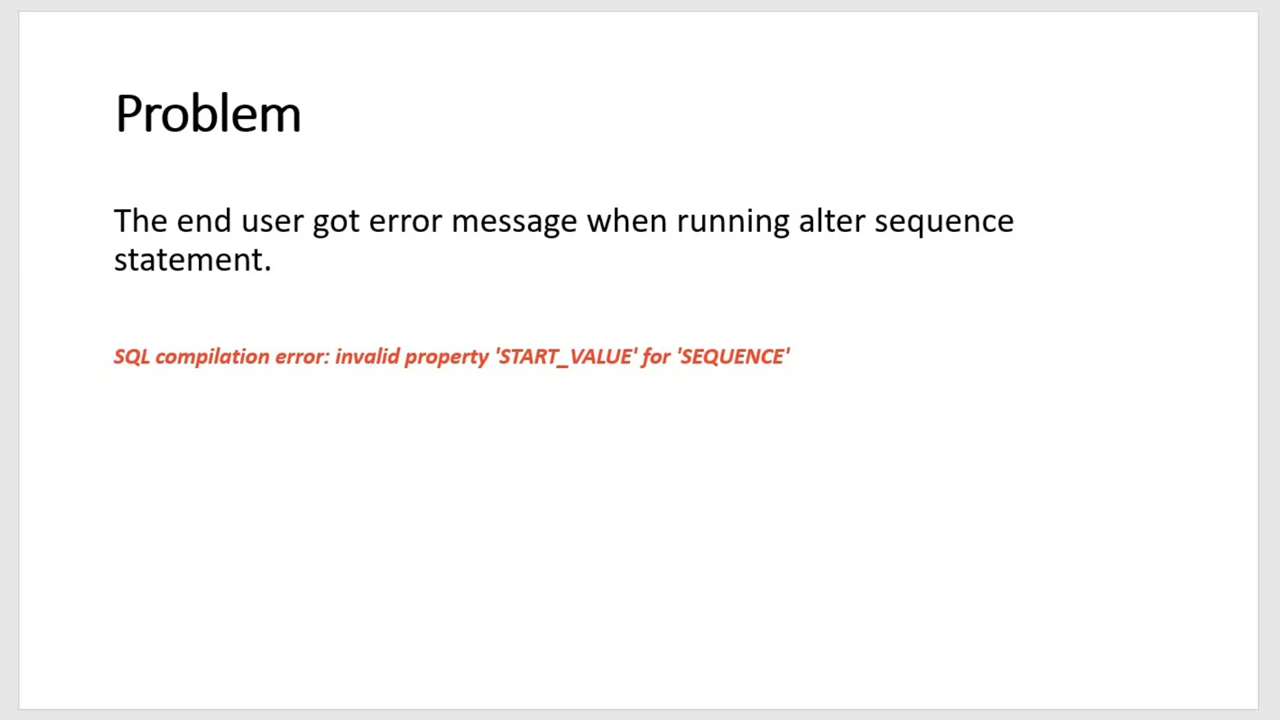 Problem
The end user got error message when running alter sequence
statement.
SQL compilation error: invalid property 'START_VALUE' for 'SEQUENCE'